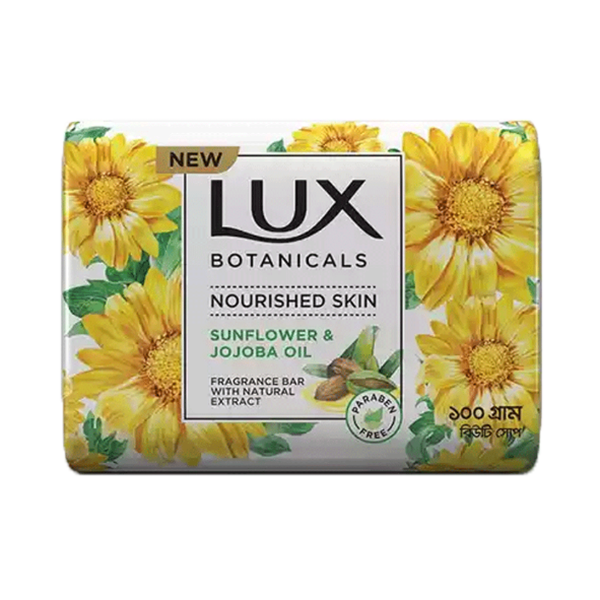 NEW
LUX
BOTANICALS
NOURISHED SKIN
SUNFLOWER &
JOJOBA OIL
FRAGRANCE BAR
WITH NATURAL
EXTRACT
PARABEN
FREE
১০০ গ্রাম
বিউটি সোপ